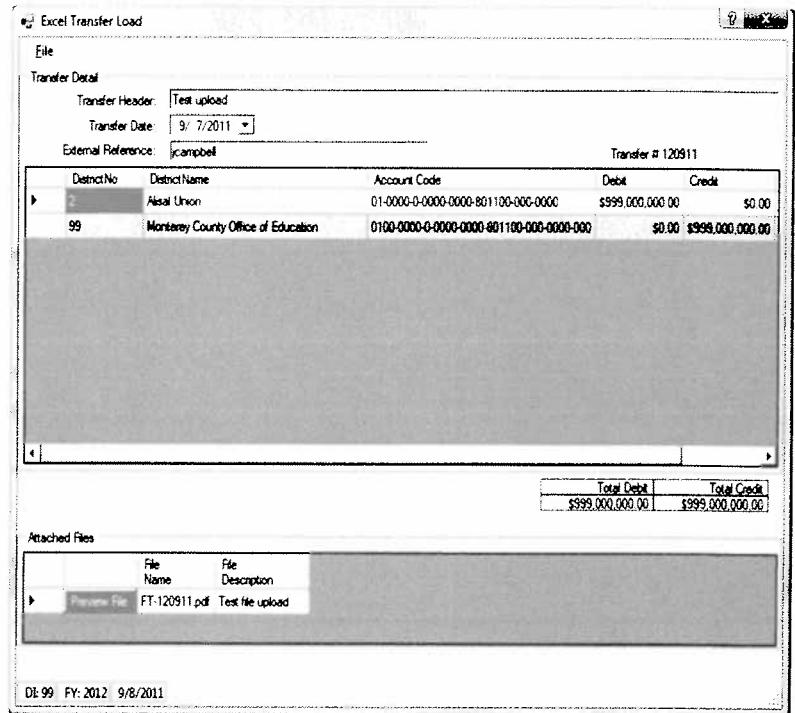 Excel Transfer Load
File
Transfer Detail
Transfer Header: Test upload
Transfer Date: 9/ 7/2011
External Reference: jcampbell Transfer # 120911
DistrictNo DistrictName Account Code Debit Credit
2 Alisal Union 01-0000-0-0000-0000-801100-000-0000 $999,000,000.00 $0.00
99 Monterey County Office of Education 0100-0000-0-0000-0000-801100-000-0000-000 $0.00 $999,000,000.00
Total Debit Total Credit
$999,000,000.00 $999,000,000.00
Attached Files
File Name File Description
Preview File FT-120911.pdf Test file upload
DI: 99 FY: 2012 9/8/2011